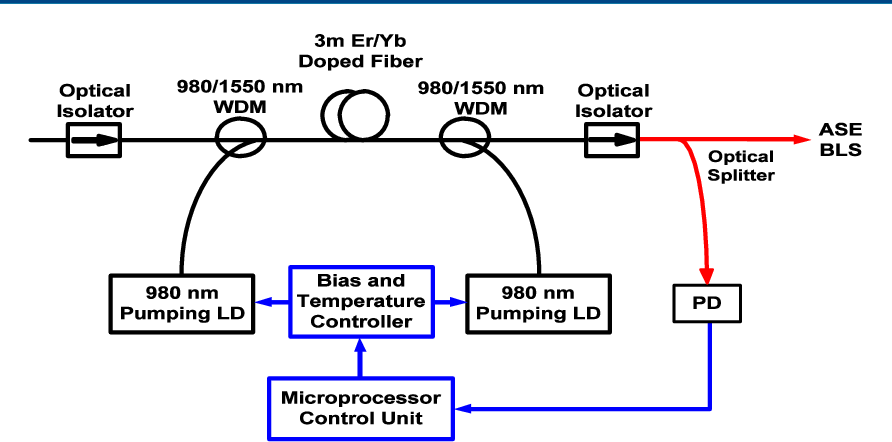 3m Er/Yb
Doped Fiber
Optical
Isolator
980/1550 nm
WDM
980/1550 nm
WDM
Optical
Isolator
ASE
BLS
Optical
Splitter
980 nm
Pumping LD
Bias and
Temperature
Controller
980 nm
Pumping LD
PD
Microprocessor
Control Unit